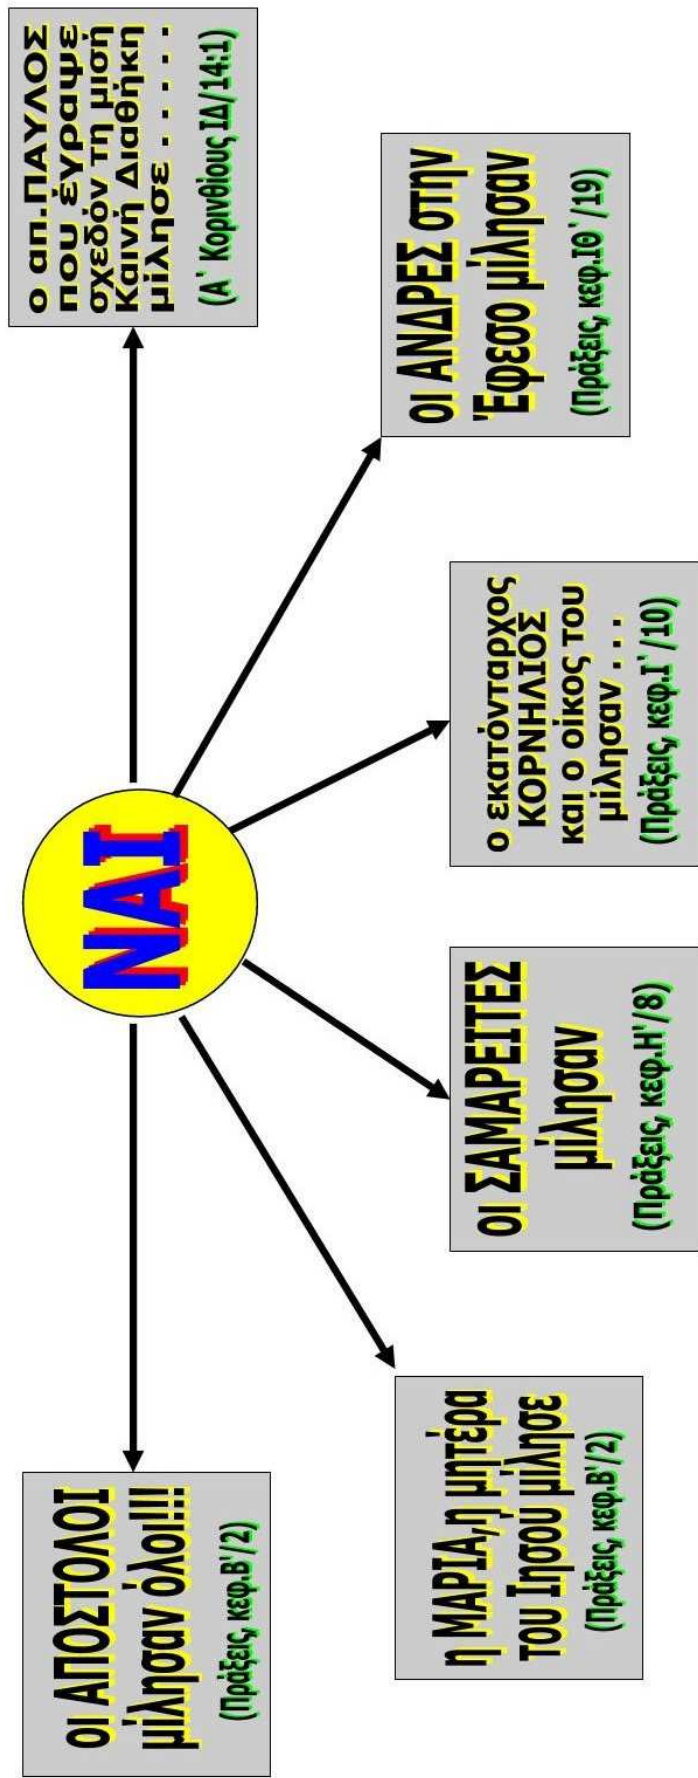 ΝΑΙ
οι ΑΠΟΣΤΟΛΟΙ
μίλησαν όλοι!!!
(Πράξεις, κεφ.Β'/2)
η ΜΑΡΙΑ,η μητέρα
του Ιησού μίλησε
(Πράξεις, κεφ.Β'/2)
οι ΣΑΜΑΡΕΙΤΕΣ
μίλησαν
(Πράξεις, κεφ.Η'/8)
ο εκατόνταρχος
ΚΟΡΝΗΛΙΟΣ
και ο οίκος του
μίλησαν . . .
(Πράξεις, κεφ.Ι'/10)
οι ΑΝΔΡΕΣ στην
Έφεσο μίλησαν
(Πράξεις, κεφ.ΙΘ'/19)
ο απ.ΠΑΥΛΟΣ
που έγραψε
σχεδόν τη μισή
Καινή Διαθήκη
μίλησε . . . . . .
(Α' Κορινθίους ΙΔ/14:1)